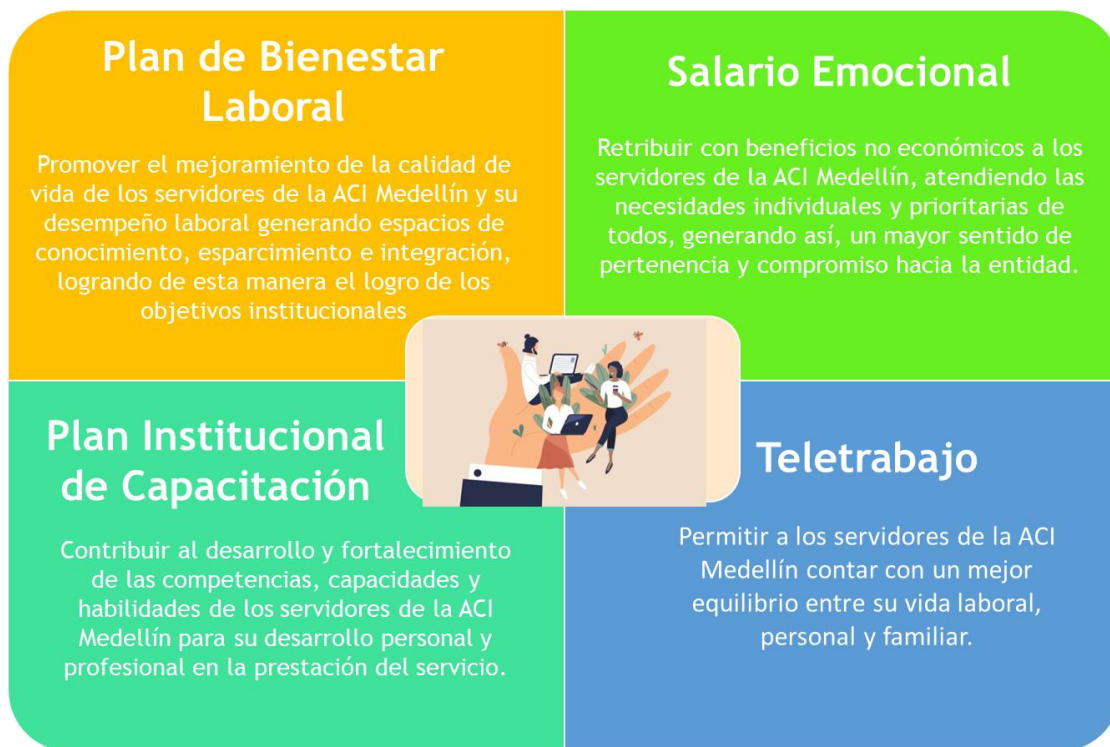 Plan de Bienestar
Laboral
Promover el mejoramiento de la calidad de
vida de los servidores de la ACI Medellín y su
desempeño laboral generando espacios de
conocimiento, esparcimiento e integración,
logrando de esta manera el logro de los
objetivos institucionales
Salario Emocional
Retribuir con beneficios no económicos a los
servidores de la ACI Medellín, atendiendo las
necesidades individuales y prioritarias de
todos, generando así, un mayor sentido de
pertenencia y compromiso hacia la entidad.
Plan Institucional
de Capacitación
Contribuir al desarrollo y fortalecimiento
de las competencias, capacidades y
habilidades de los servidores de la ACI
Medellín para su desarrollo personal y
profesional en la prestación del servicio.
Teletrabajo
Permitir a los servidores de la ACI
Medellín contar con un mejor
equilibrio entre su vida laboral,
personal y familiar.